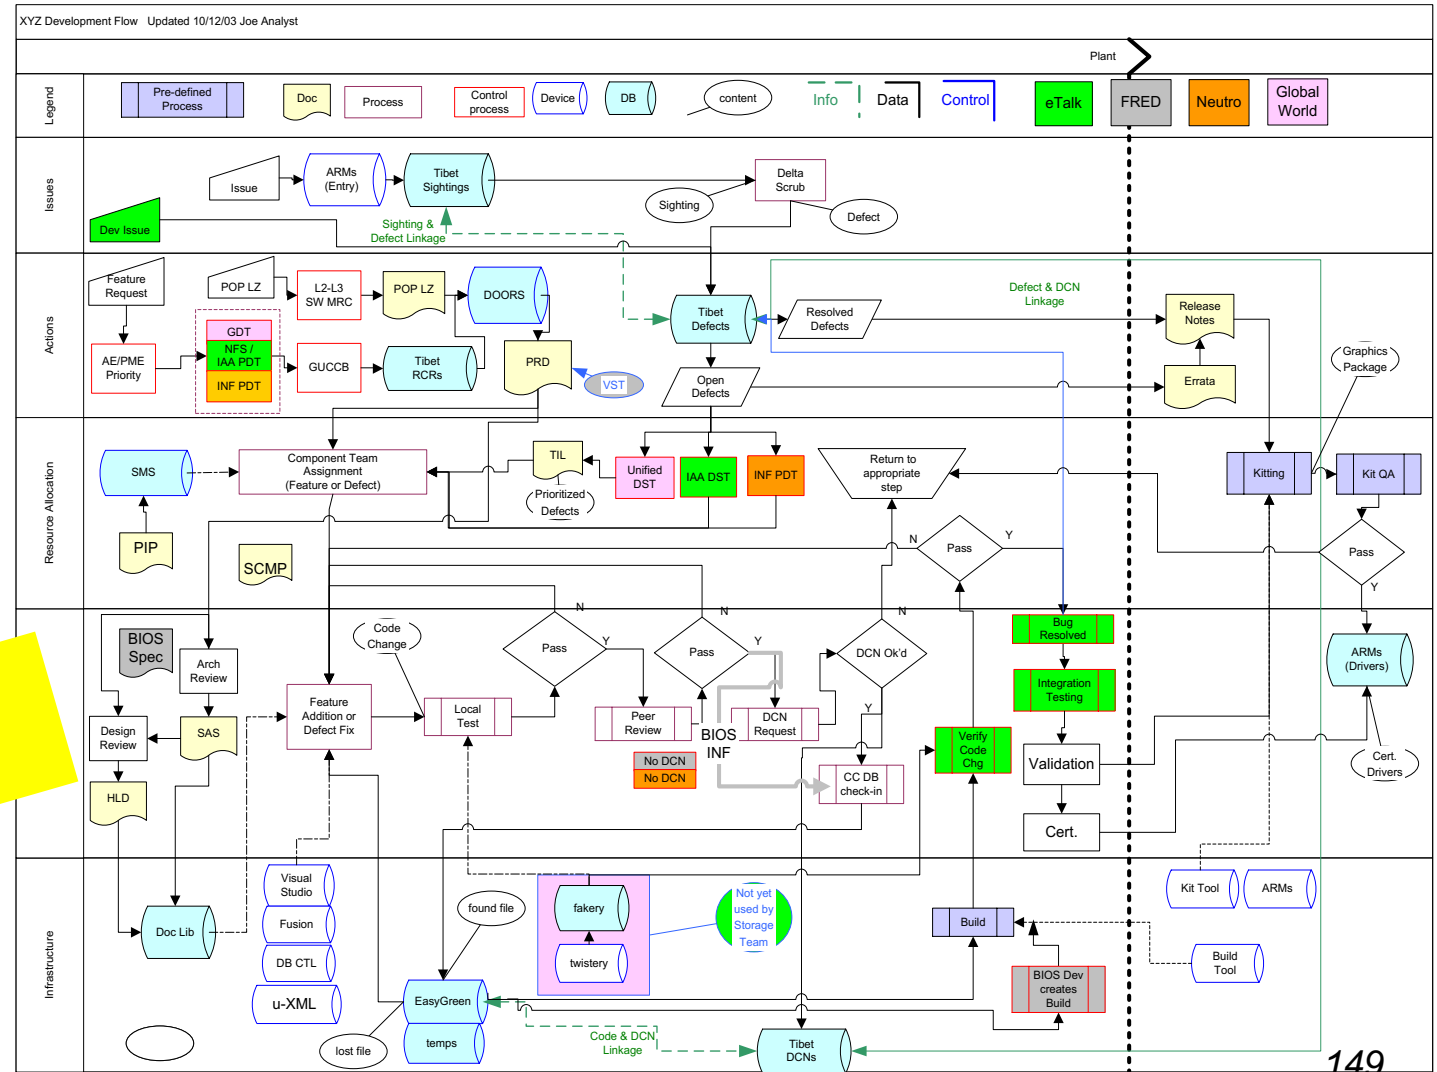 XYZ Development Flow   Updated 10/12/03 Joe Analyst
Plant
Legend
Pre-defined
Process
Doc
Process
Control
process
Device
DB
content
Info
Data
Control
eTalk
FRED
Neutro
Global
World
Issues
Issue
ARMs
(Entry)
Tibet
Sightings
Delta
Scrub
Sighting
Defect
Dev Issue
Sighting &
Defect Linkage
Actions
Feature
Request
POP LZ
L2-L3
SW MRC
POP LZ
DOORS
Tibet
Defects
Resolved
Defects
Defect & DCN
Linkage
Release
Notes
GDT
NFS /
IAA PDT
INF PDT
AE/PME
Priority
GUCCB
Tibet
RCRs
PRD
VST
Open
Defects
Errata
Graphics
Package
Resource Allocation
SMS
Component Team
Assignment
(Feature or Defect)
TIL
Prioritized
Defects
Unified
DST
IAA DST
INF PDT
Return to
appropriate
step
Kitting
Kit QA
PIP
SCMP
N
Pass
Y
Pass
Y
BIOS
Spec
Arch
Review
Code
Change
N
Pass
Y
N
Pass
Y
N
DCN Ok'd
Y
Bug
Resolved
ARMs
(Drivers)
Integration
Testing
Design
Review
SAS
Feature
Addition or
Defect Fix
Local
Test
Peer
Review
BIOS
INF
DCN
Request
Verify
Code
Chg
No DCN
No DCN
CC DB
check-in
Validation
Cert.
Drivers
HLD
Cert.
Infrastructure
Visual
Studio
Fusion
DB CTL
u-XML
Doc Lib
found file
fakery
twistery
Not yet
used by
Storage
Team
Build
Kit Tool
ARMs
Build
Tool
BIOS Dev
creates
Build
EasyGreen
temps
lost file
Code & DCN
Linkage
Tibet
DCNs
149